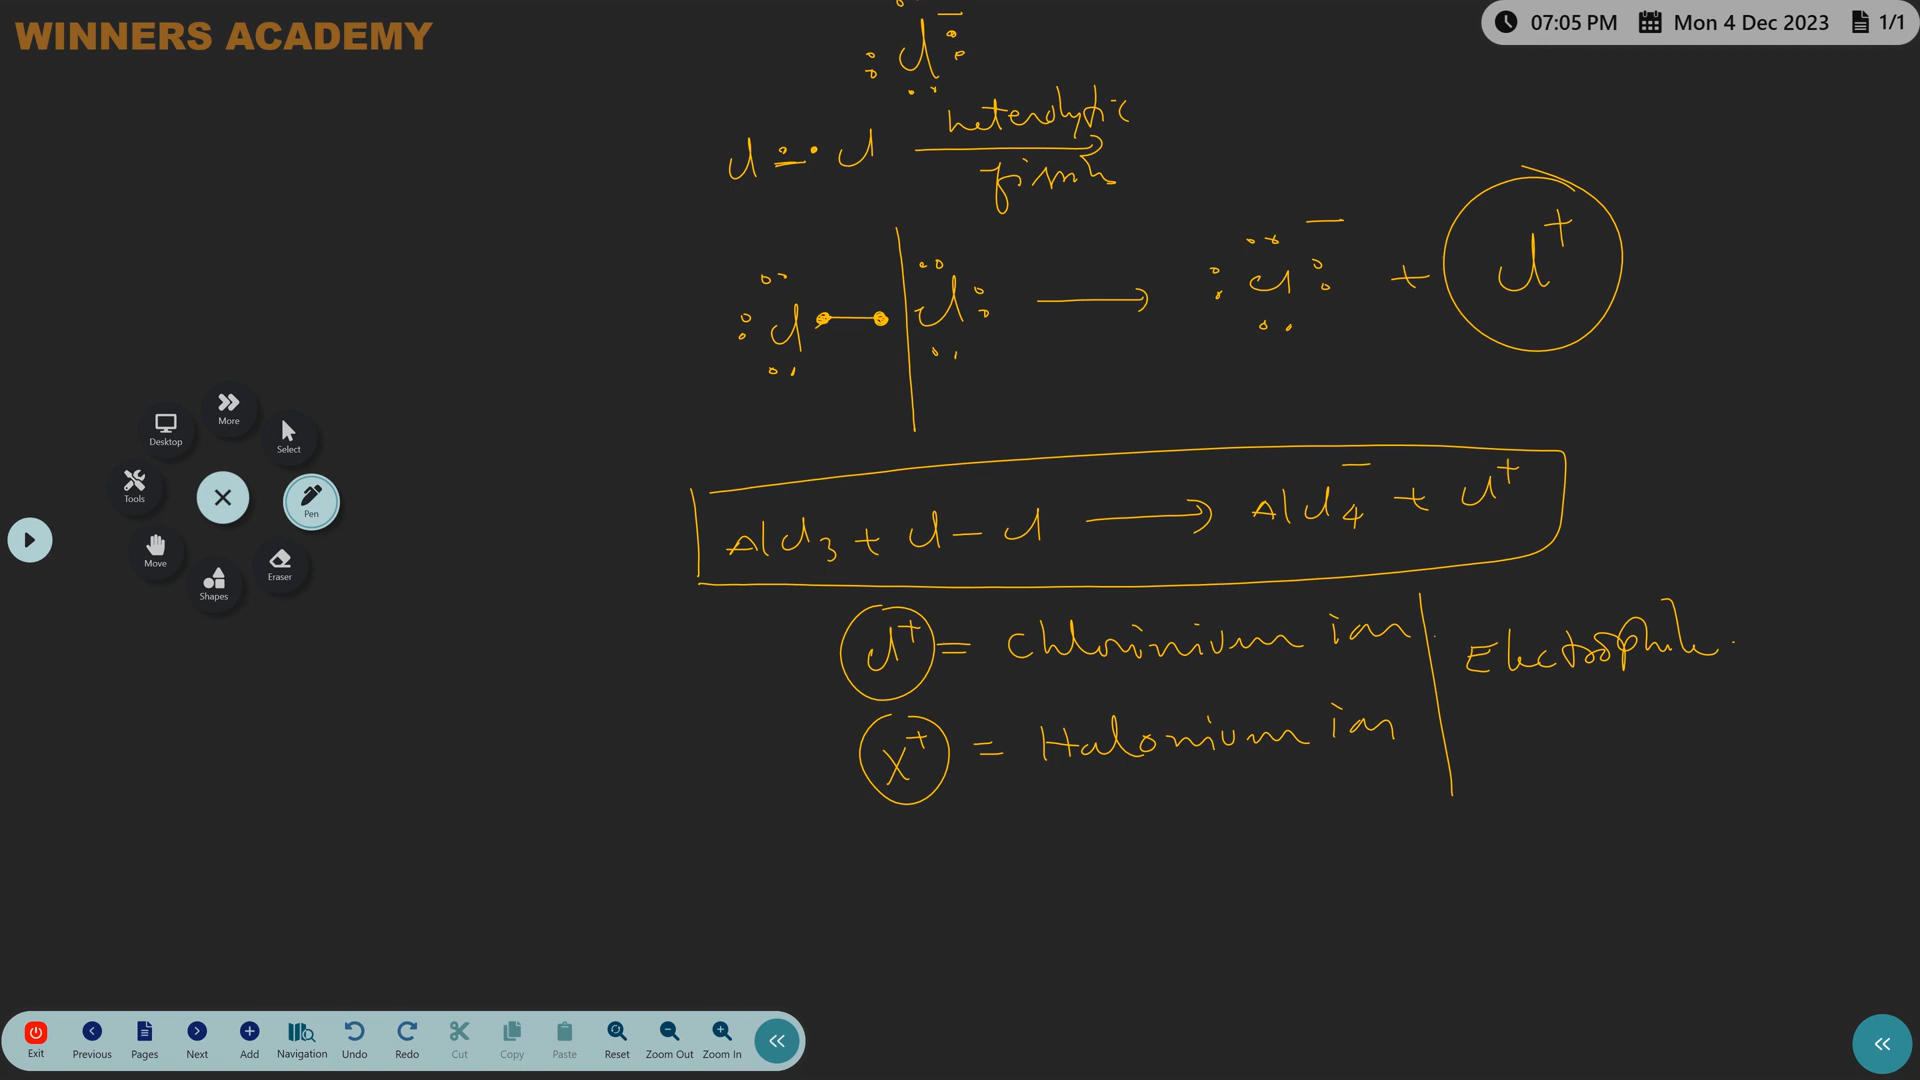 WINNERS ACADEMY
07:05 PM Mon 4 Dec 2023 1/1
Cl –
Cl — Cl heterolytic
Cl — Cl → Cl – + Cl+
AlCl3 + Cl – Cl → AlCl4– + Cl+
Cl+ = Chlorinium ion
Electrophile.
X+ = Halonium ion
More
Desktop
Select
Tools
Pen
Move
Eraser
Shapes
Exit Previous Pages Next Add Navigation Undo Redo Cut Copy Paste Reset Zoom Out Zoom In